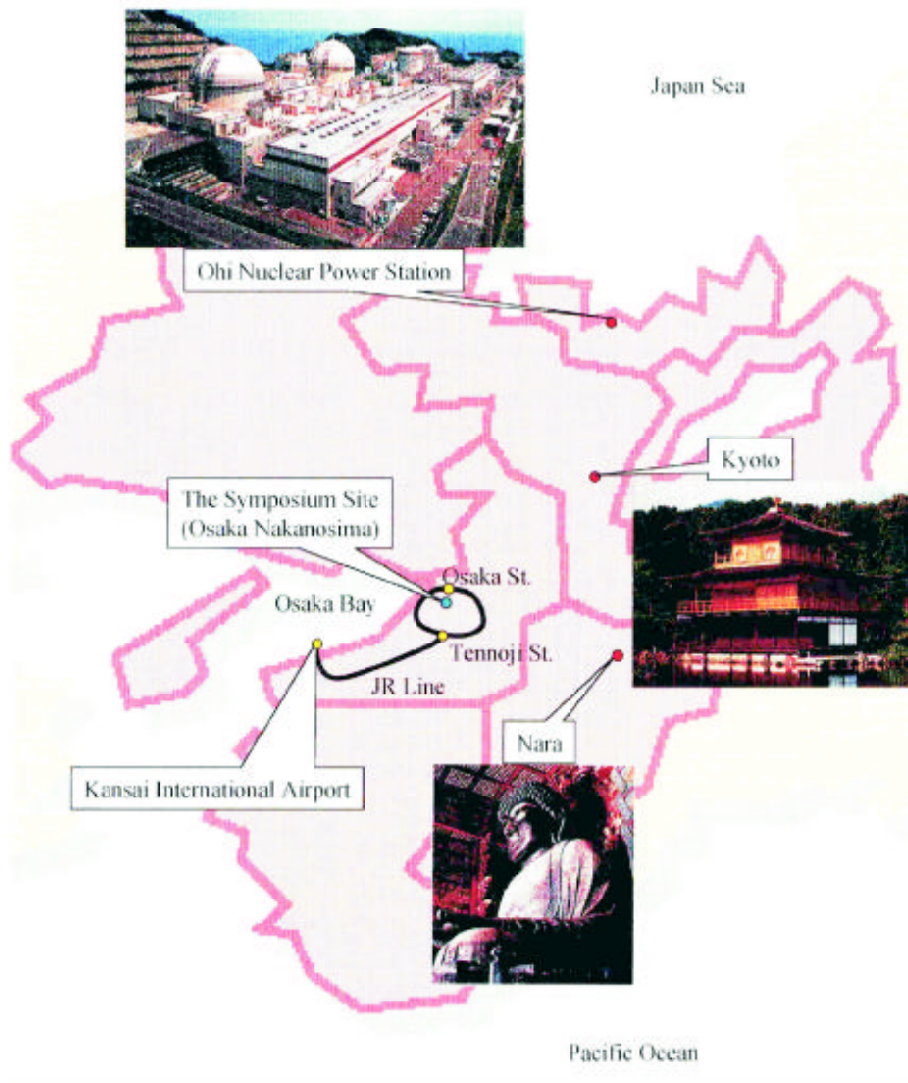 Japan Sea
Ohi Nuclear Power Station
Kyoto
The Symposium Site
(Osaka Nakanosima)
Osaka St.
Osaka Bay
Tennoji St.
JR Line
Nara
Kansai International Airport
Pacific Ocean